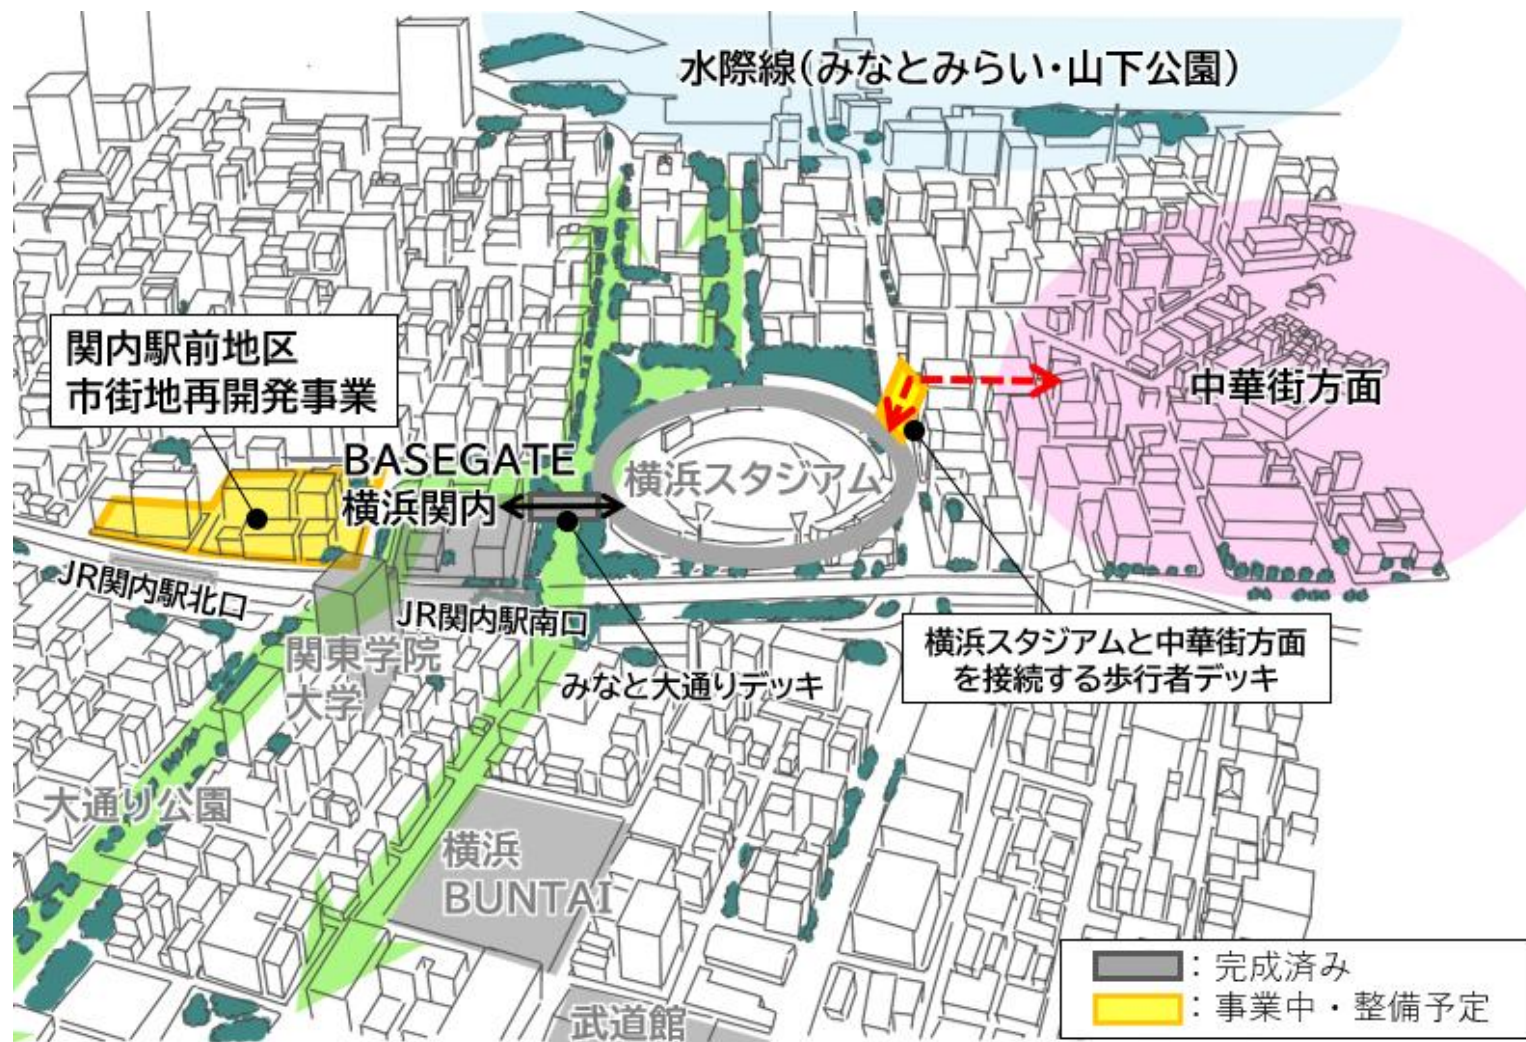 水際線(みなとみらい・山下公園)
関内駅前地区
市街地再開発事業
中華街方面
BASEGATE
横浜関内
横浜スタジアム
JR関内駅北口
JR関内駅南口
関東学院
大学
みなと大通りデッキ
横浜スタジアムと中華街方面
を接続する歩行者デッキ
大通り公園
横浜
BUNTAI
武道館
:完成済み
:事業中・整備予定